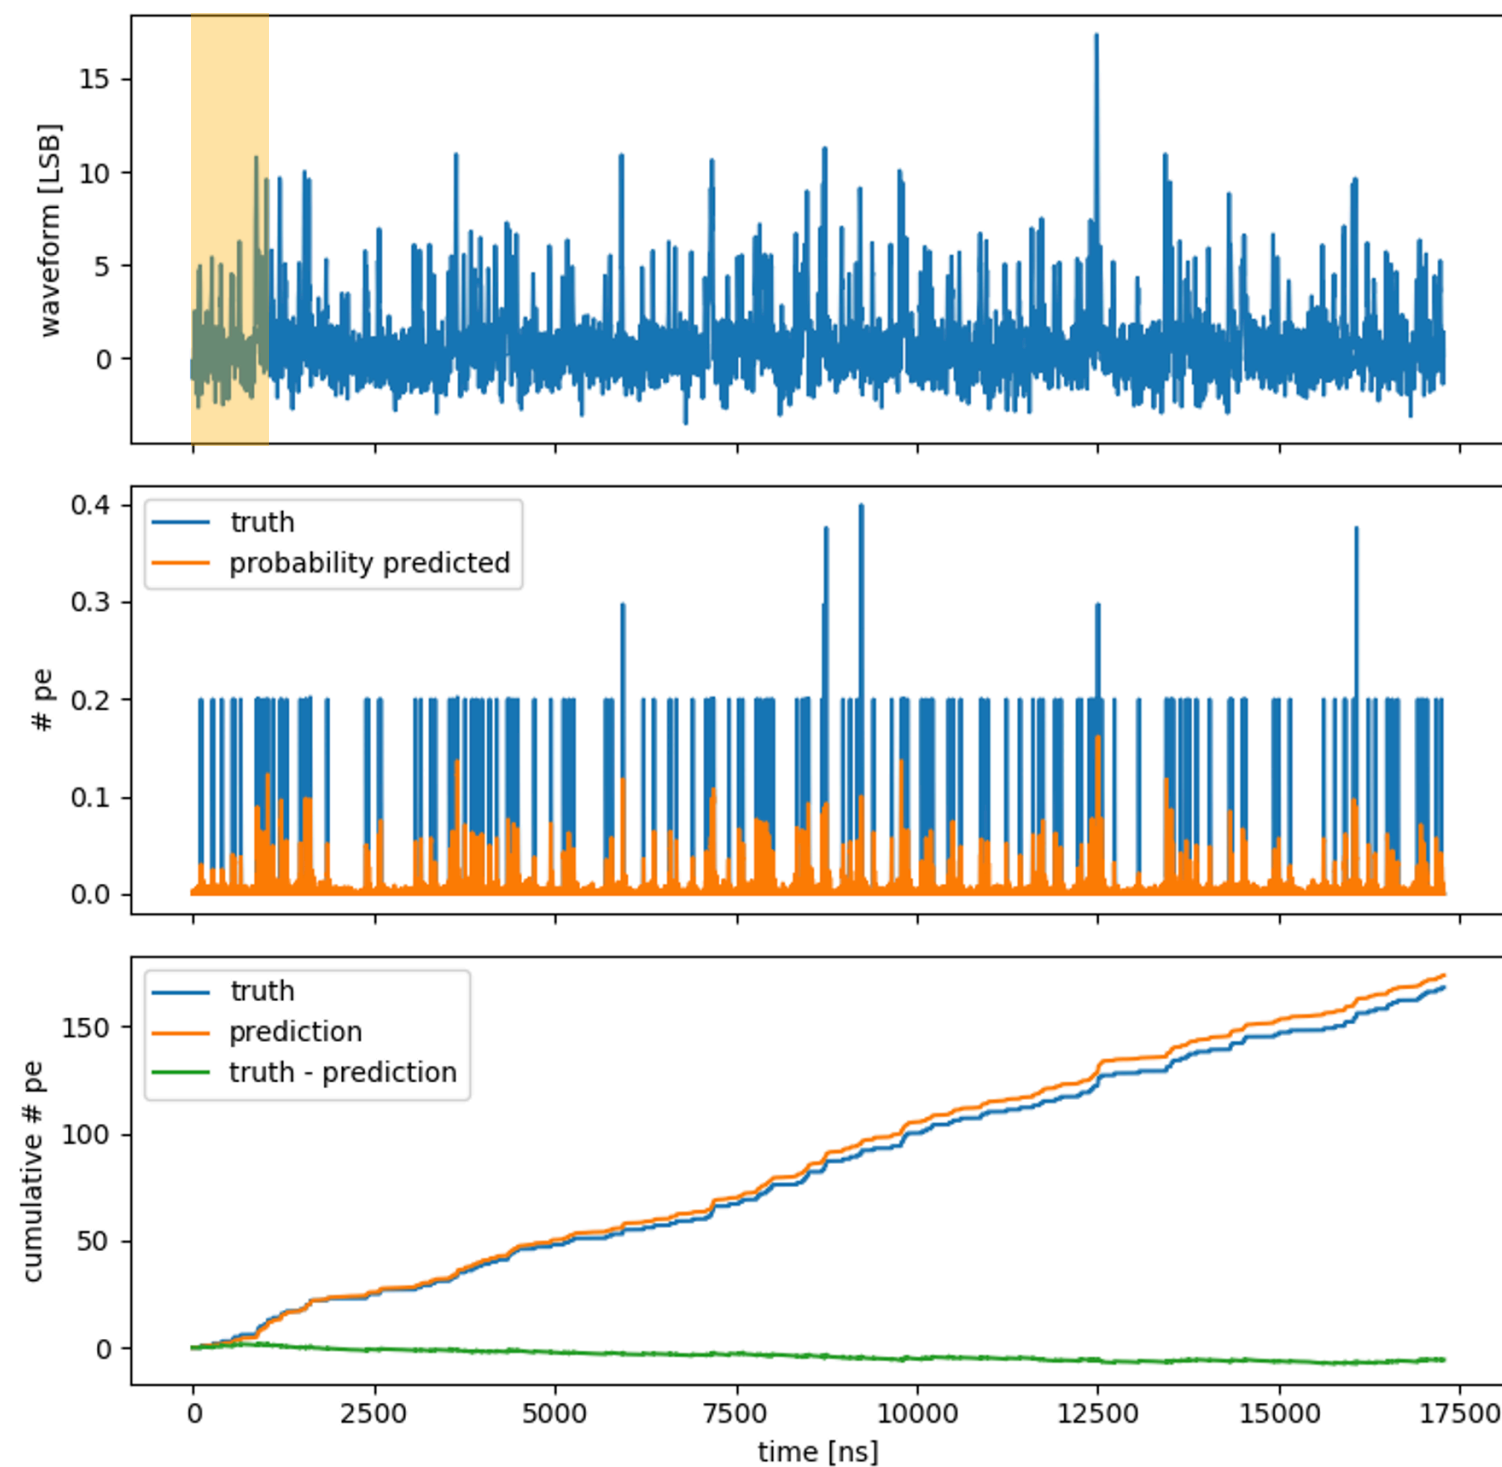 waveform [LSB]
15
10
5
0
# pe
0.4
0.3
0.2
0.1
0.0
truth
probability predicted
cumulative # pe
150
100
50
0
truth
prediction
truth - prediction
0 2500 5000 7500 10000 12500 15000 17500
time [ns]